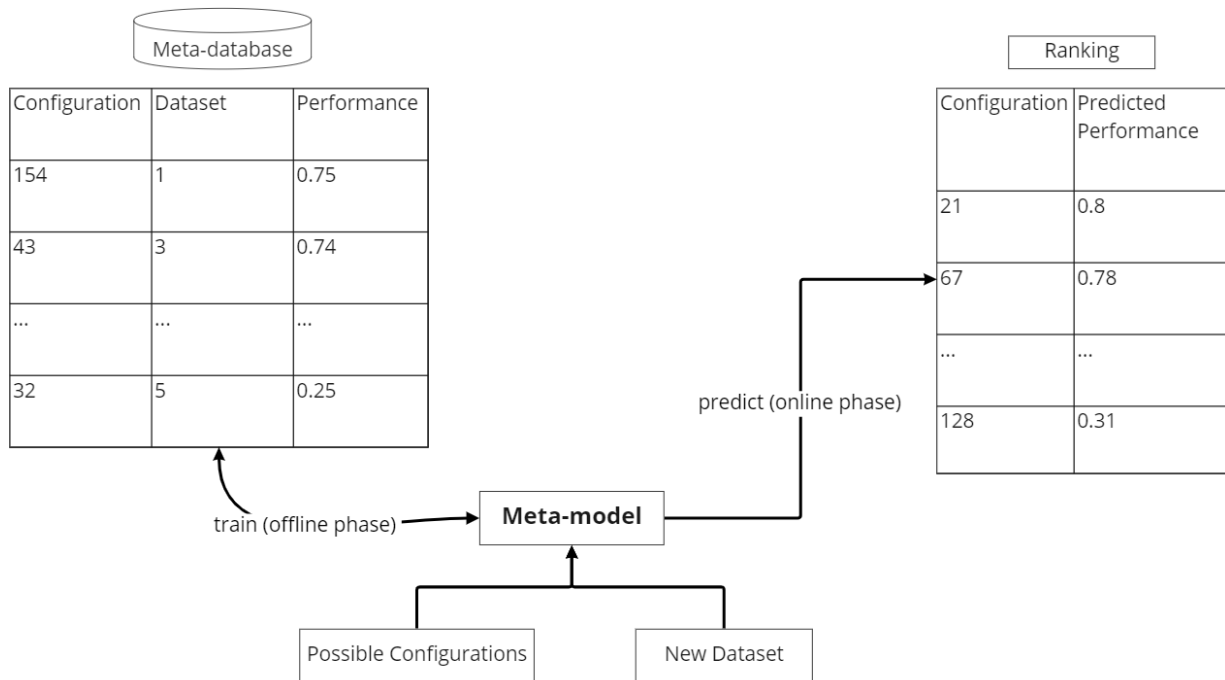 Meta-database
Configuration Dataset Performance
154 1 0.75
43 3 0.74
... ... ...
32 5 0.25
Ranking
Configuration Predicted
Performance
21 0.8
67 0.78
... ...
128 0.31
predict (online phase)
train (offline phase)
Meta-model
Possible Configurations
New Dataset